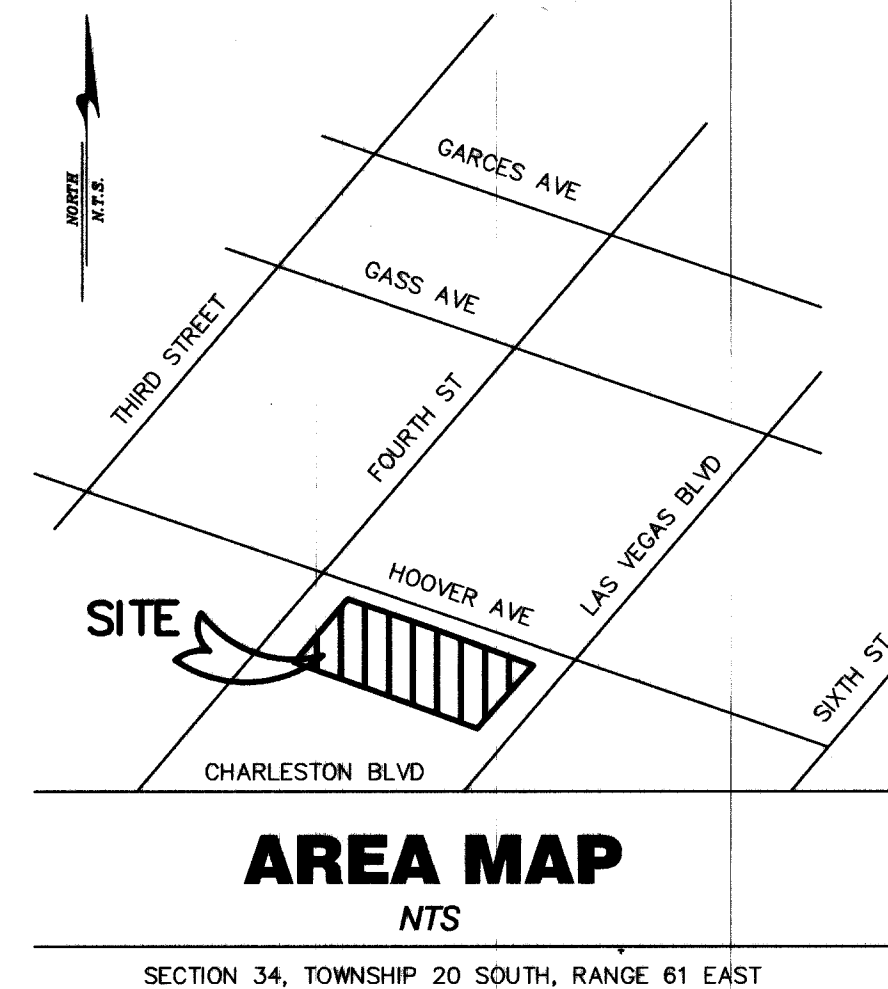 NORTH
N.T.S.
GARCES AVE
GASS AVE
THIRD STREET
FOURTH ST
LAS VEGAS BLVD
HOOVER AVE
SITE
SIXTH ST
CHARLESTON BLVD
AREA MAP
NTS
SECTION 34, TOWNSHIP 20 SOUTH, RANGE 61 EAST